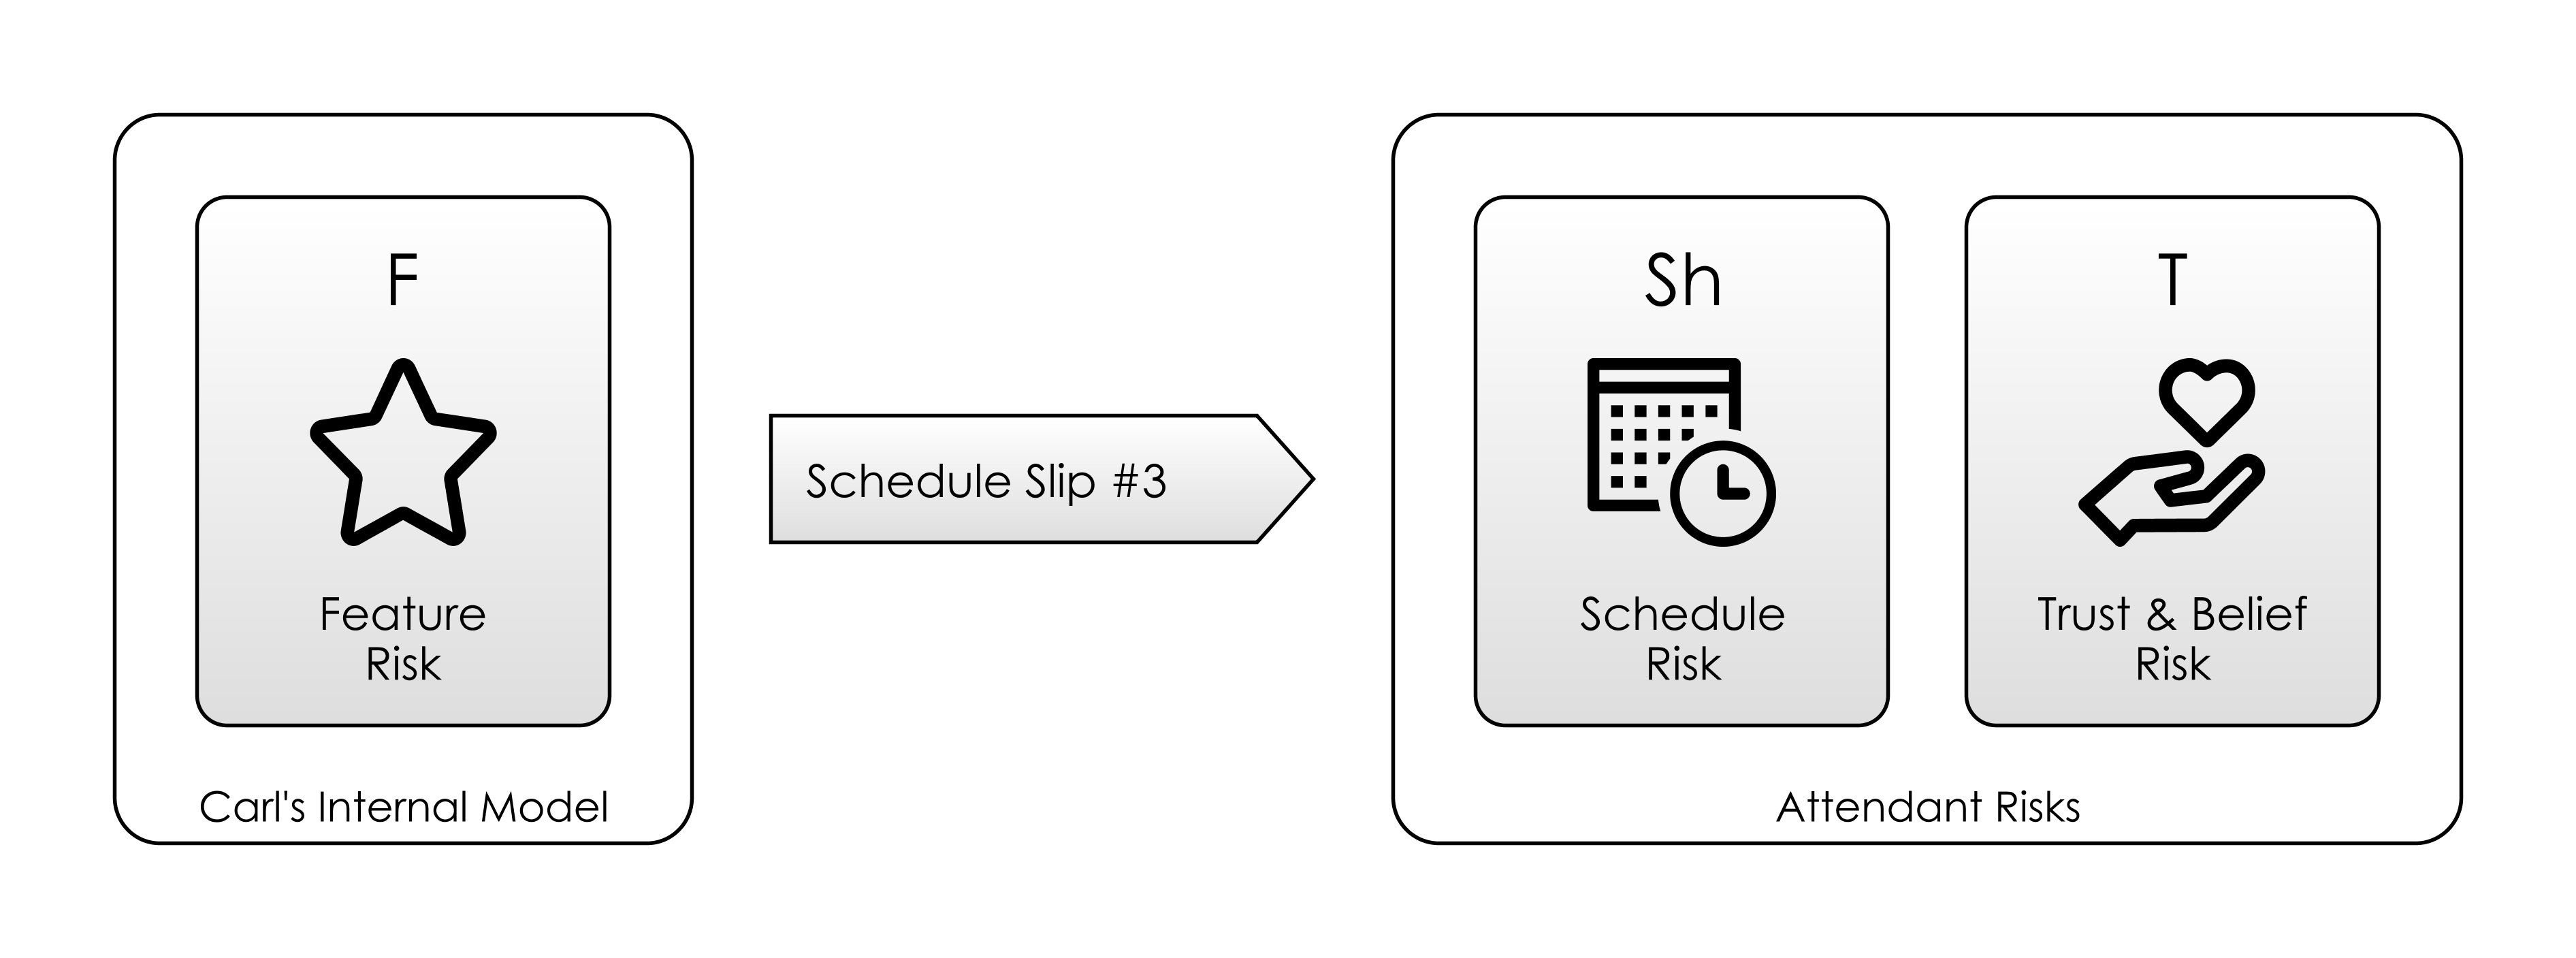 F
Feature
Risk
Carl's Internal Model
Schedule Slip #3
Sh
Schedule
Risk
T
Trust & Belief
Risk
Attendant Risks